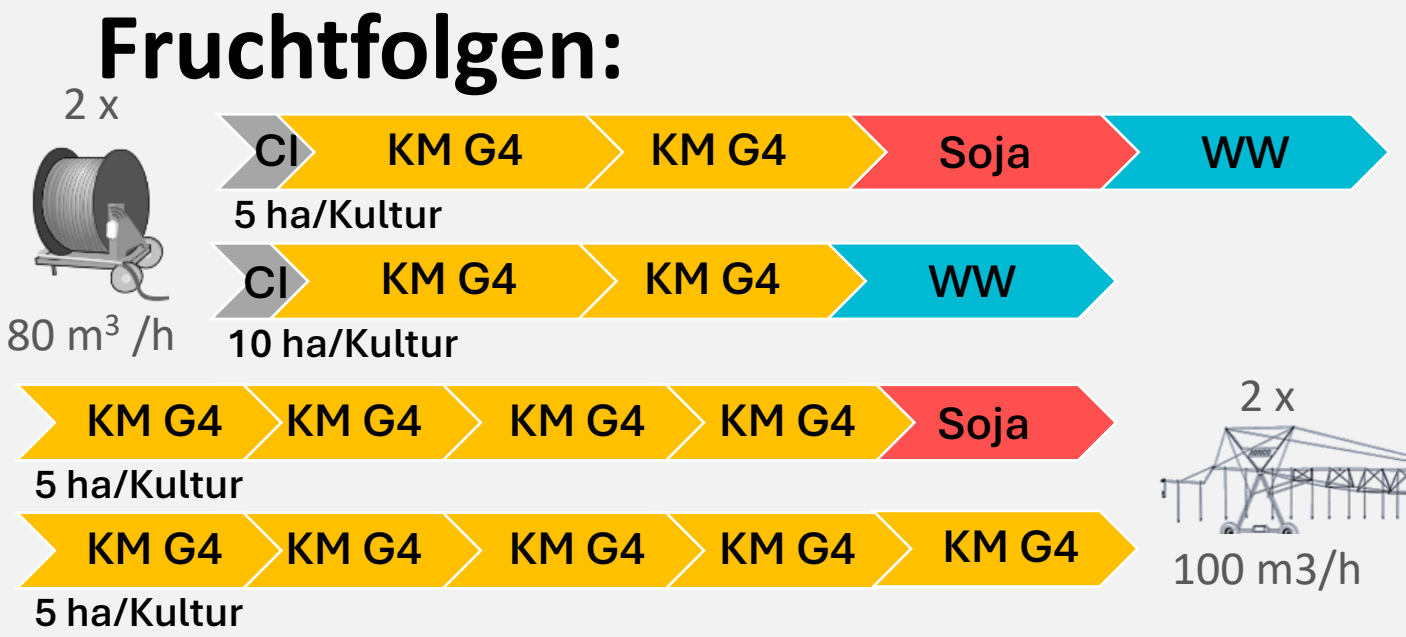 Fruchtfolgen:
2 x
CI KM G4 KM G4 Soja WW
5 ha/Kultur
CI KM G4 KM G4 WW
80 m³ /h
10 ha/Kultur
KM G4 KM G4 KM G4 KM G4 Soja
2 x
5 ha/Kultur
KM G4 KM G4 KM G4 KM G4 KM G4
100 m3/h
5 ha/Kultur